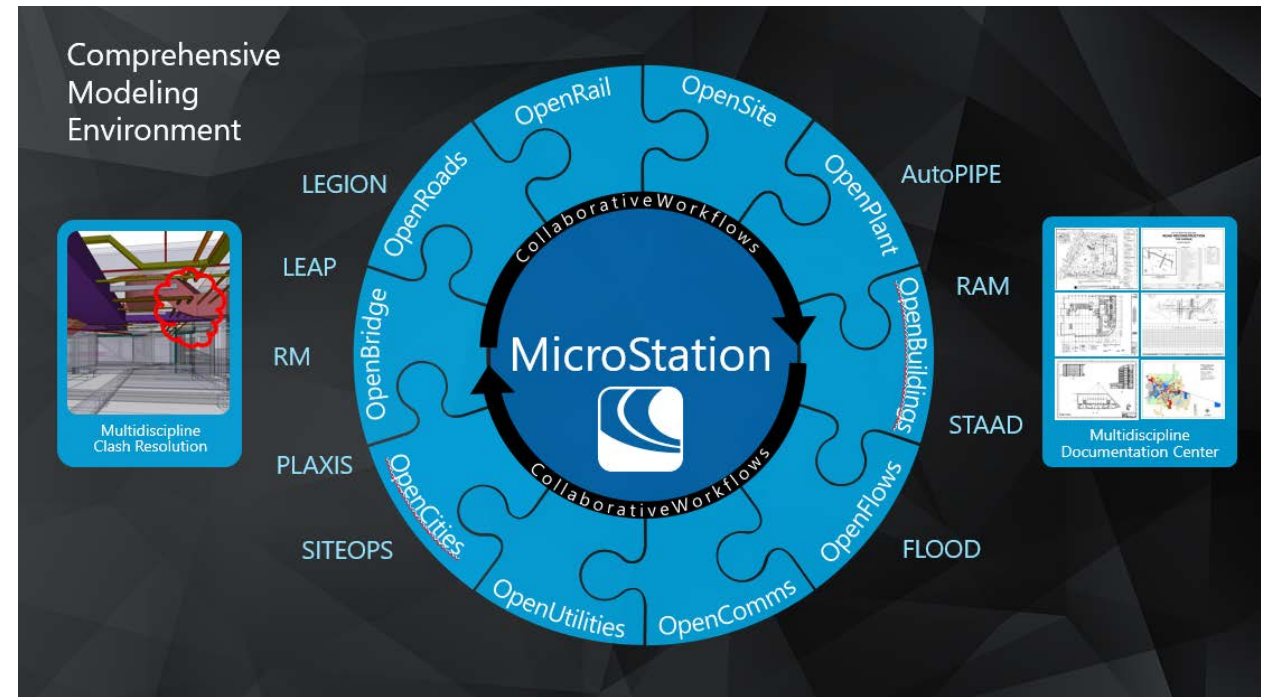 Comprehensive
Modeling
Environment
OpenRail
OpenSite
OpenRoads
OpenPlant
LEGION
AutoPIPE
CollaborativeWorkflows
LEAP
RAM
OpenBridge
OpenBuildings
RM
MicroStation
STAAD
Multidiscipline
Clash Resolution
Multidiscipline
Documentation Center
PLAXIS
OpenCities
OpenFlows
CollaborativeWorkflows
SITEOPS
FLOOD
OpenUtilities
OpenComms